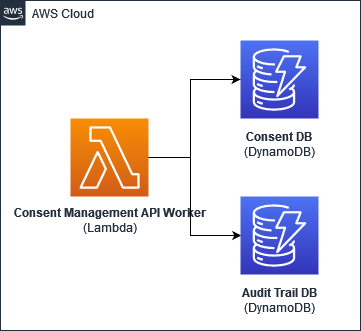 aws
AWS Cloud
Consent DB
(DynamoDB)
Consent Management API Worker
(Lambda)
Audit Trail DB
(DynamoDB)